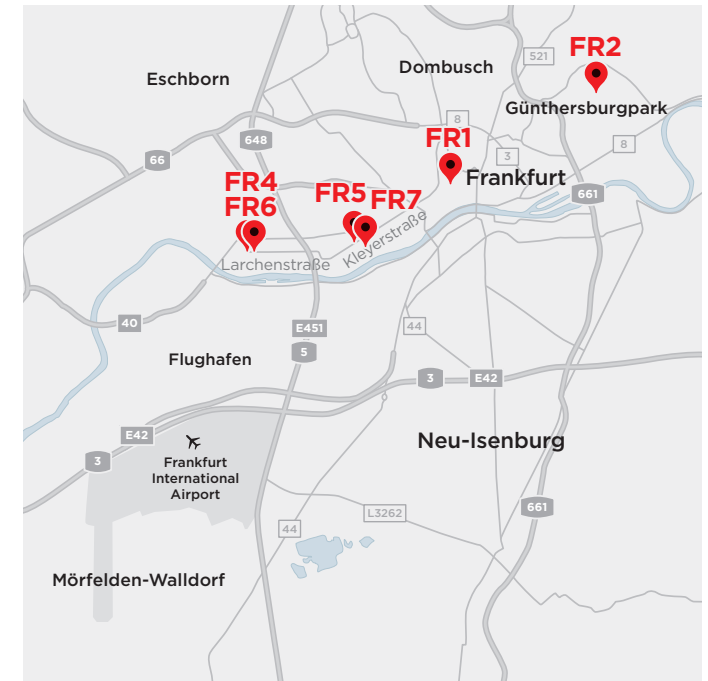 FR2
521
Dombusch
Eschborn
Günthersburgpark
8
648
FR1
8
3
66
Frankfurt
FR4
661
FR5
FR7
FR6
Kleyerstraße
Larchenstraße
40
E451
44
5
Flughafen
3
E42
E42
3
Neu-Isenburg
Frankfurt
International
Airport
661
L3262
44
Mörfelden-Walldorf